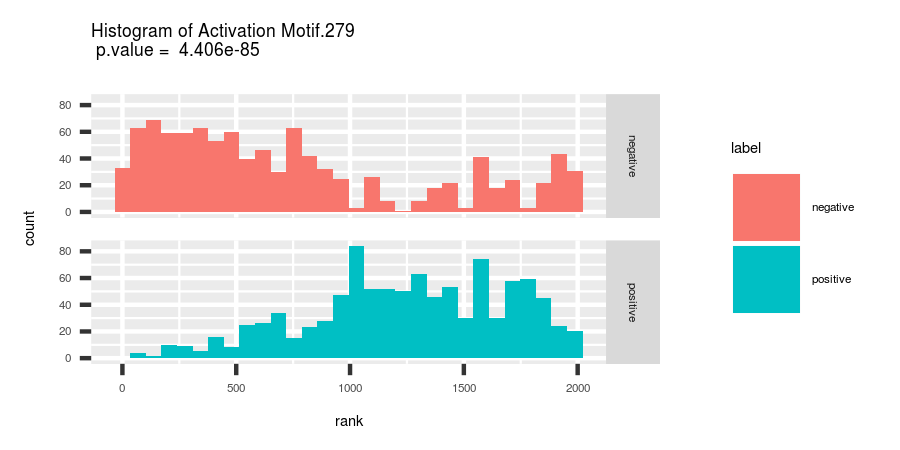 Histogram of Activation Motif.279
p.value = 4.406e-85
80
60
40
20
0
negative
count
80
60
40
20
0
positive
0 500 1000 1500 2000
rank
label
negative
positive